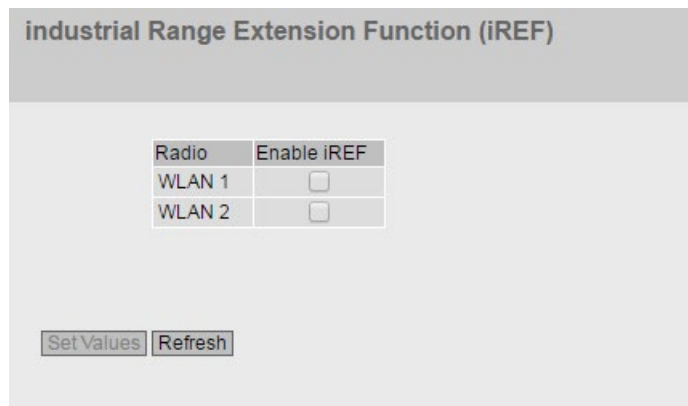 industrial Range Extension Function (iREF)
Radio Enable iREF
WLAN 1
WLAN 2
Set Values Refresh